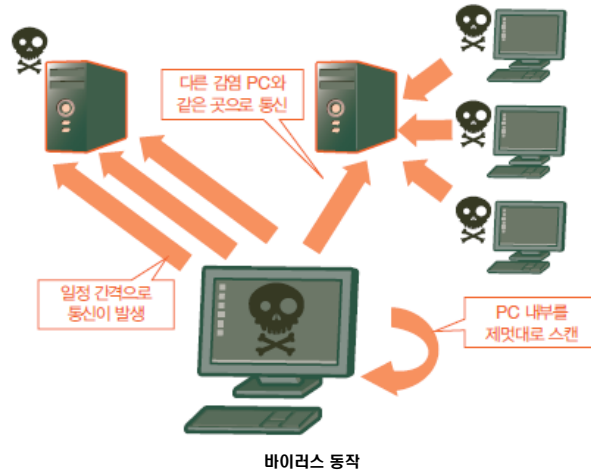 다른 감염 PC와
같은 곳으로 통신
일정 간격으로
통신이 발생
PC 내부를
제멋대로 스캔
바이러스 동작